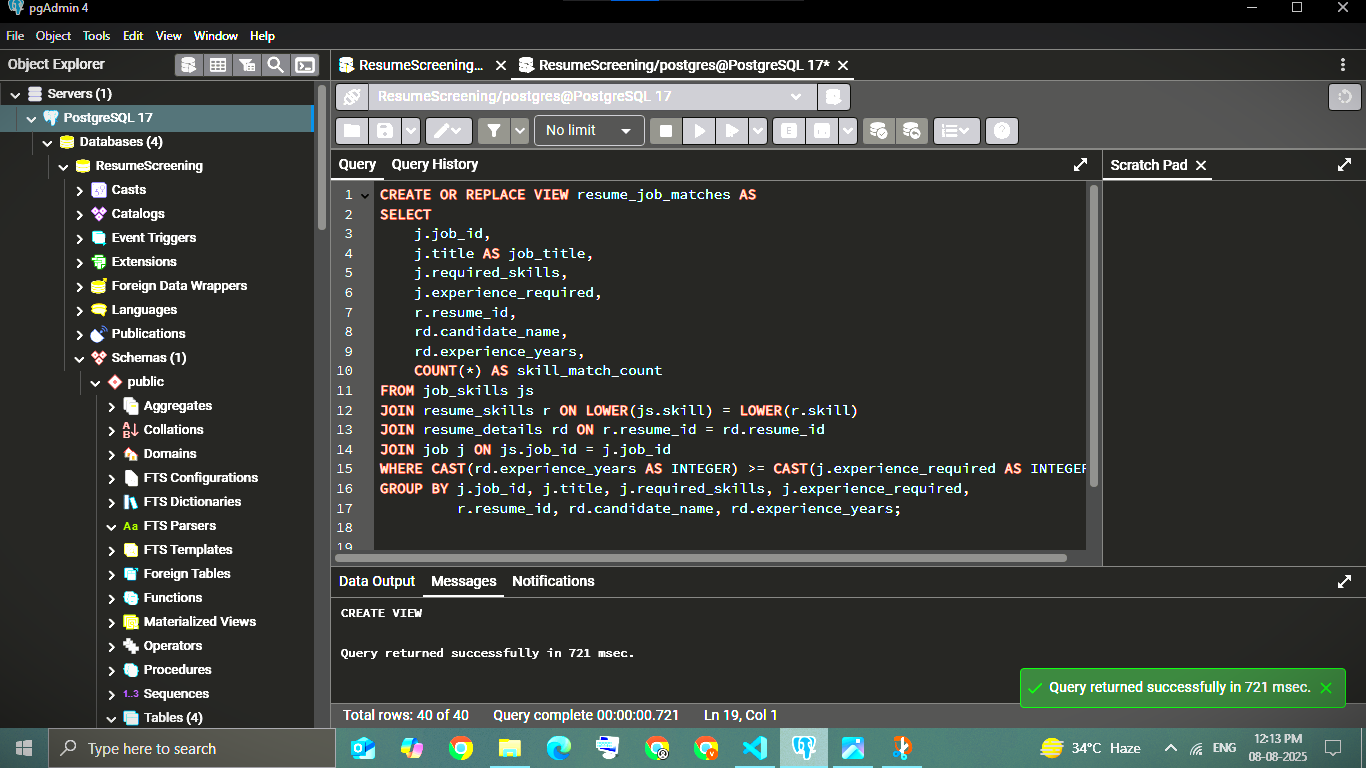 pgAdmin 4
File Object Tools Edit View Window Help
Object Explorer
Servers (1)
PostgreSQL 17
Databases (4)
ResumeScreening
Casts
Catalogs
Event Triggers
Extensions
Foreign Data Wrappers
Languages
Publications
Schemas (1)
public
Aggregates
Collations
Domains
FTS Configurations
FTS Dictionaries
Aa FTS Parsers
FTS Templates
Foreign Tables
Functions
Materialized Views
Operators
Procedures
1..3 Sequences
Tables (4)
ResumeScreening... ResumeScreening/postgres@PostgreSQL 17*
ResumeScreening/postgres@PostgreSQL 17
No limit E
Query Query History
1 CREATE OR REPLACE VIEW resume_job_matches AS
2 SELECT
3 j.job_id,
4 j.title AS job_title,
5 j.required_skills,
6 j.experience_required,
7 r.resume_id,
8 rd.candidate_name,
9 rd.experience_years,
10 COUNT(*) AS skill_match_count
11 FROM job_skills js
12 JOIN resume_skills r ON LOWER(js.skill) = LOWER(r.skill)
13 JOIN resume_details rd ON r.resume_id = rd.resume_id
14 JOIN job j ON js.job_id = j.job_id
15 WHERE CAST(rd.experience_years AS INTEGER) >= CAST(j.experience_required AS INTEGER
16 GROUP BY j.job_id, j.title, j.required_skills, j.experience_required,
17 r.resume_id, rd.candidate_name, rd.experience_years;
18
19
Scratch Pad
Data Output Messages Notifications
CREATE VIEW
Query returned successfully in 721 msec.
Query returned successfully in 721 msec.
Total rows: 40 of 40 Query complete 00:00:00.721 Ln 19, Col 1
Type here to search
34°C Haze
ENG
12:13 PM
08-08-2025